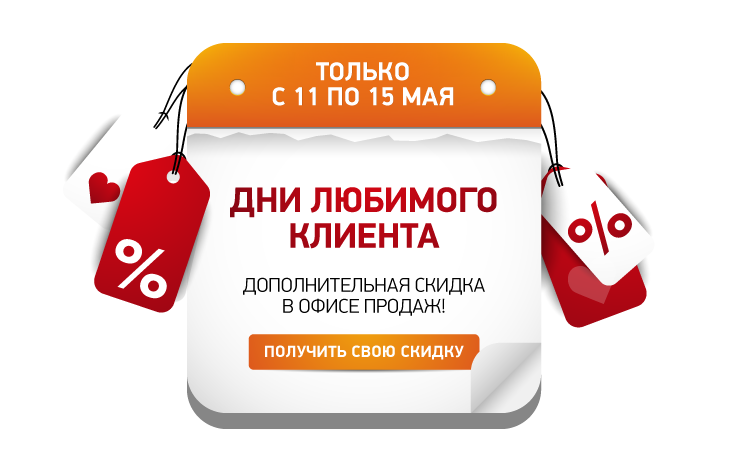 ТОЛЬКО
С 11 ПО 15 МАЯ
ДНИ ЛЮБИМОГО
КЛИЕНТА
ДОПОЛНИТЕЛЬНАЯ СКИДКА
В ОФИСЕ ПРОДАЖ!
ПОЛУЧИТЬ СВОЮ СКИДКУ
%
%